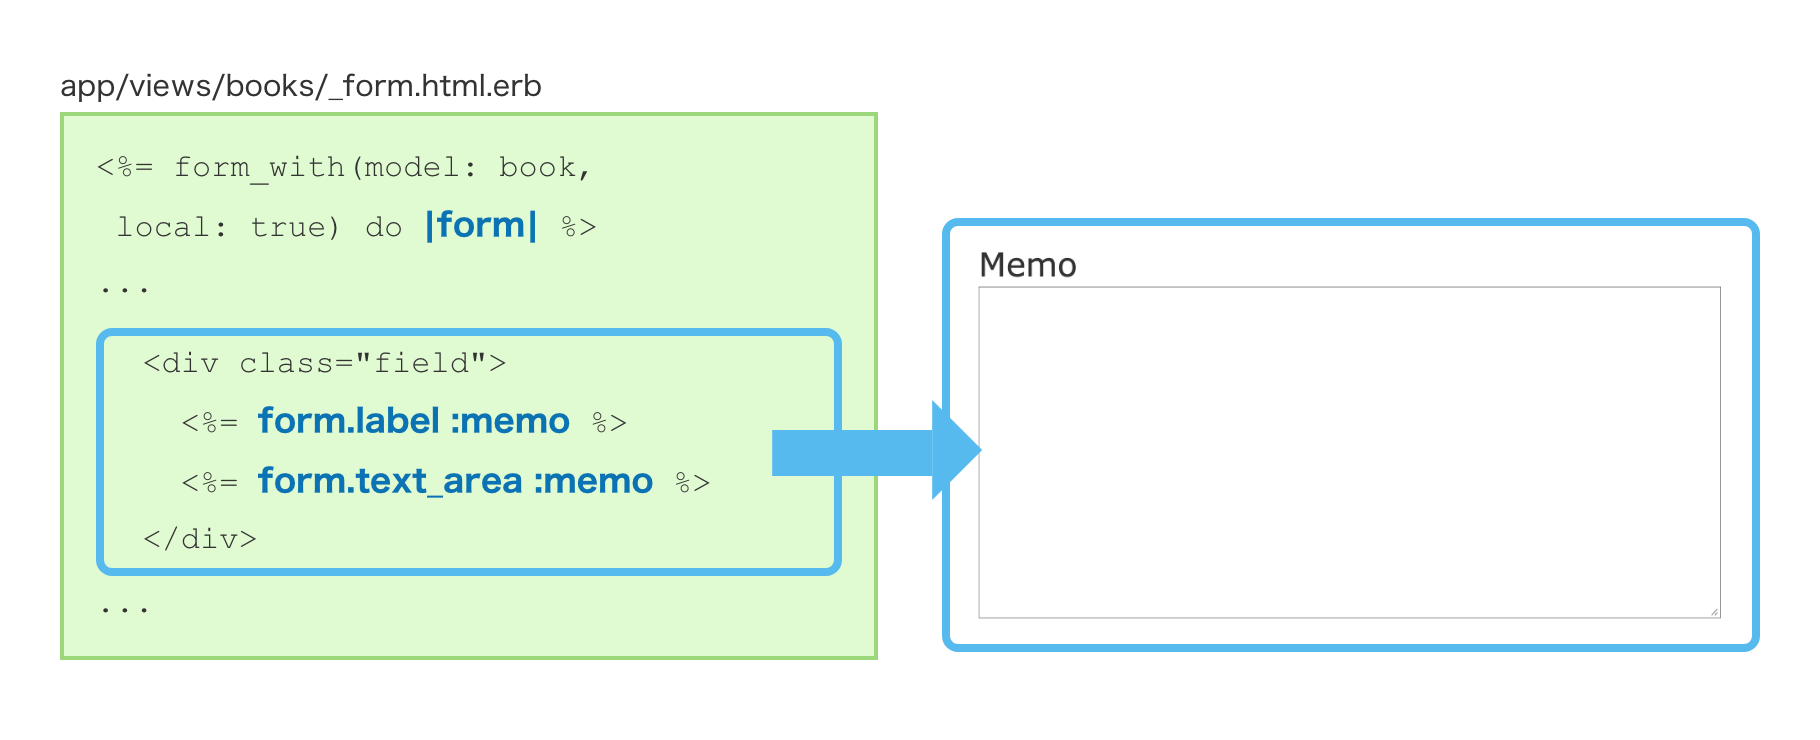 app/views/books/_form.html.erb
<%= form_with(model: book,
local: true) do |form| %>
...
<div class="field">
<%= form.label :memo %>
<%= form.text_area :memo %>
</div>
...
Memo